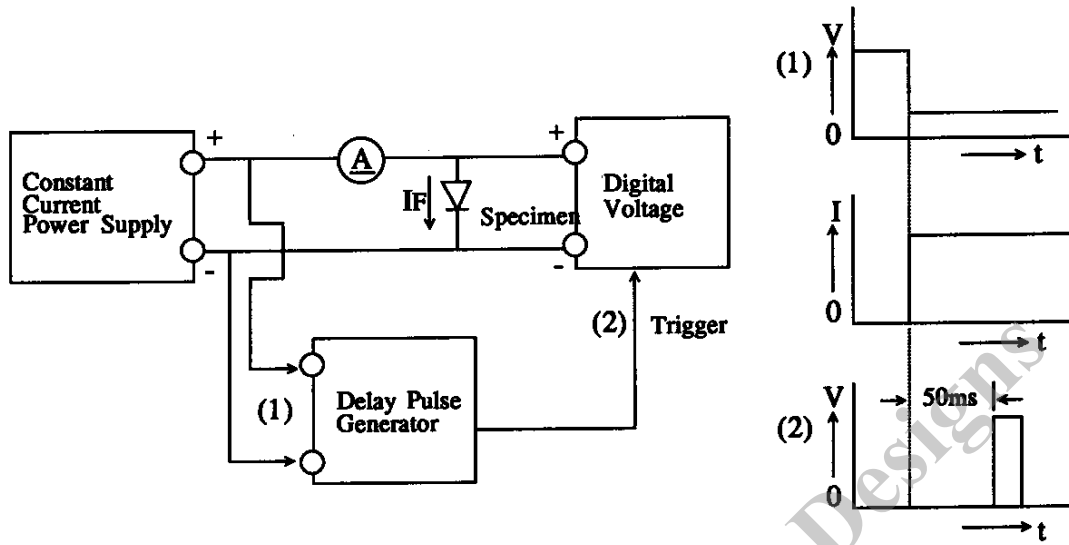 +
A
IF
Specimen
-
Constant
Current
Power Supply
+
Digital
Voltage
-
(1)
Delay Pulse
Generator
(2)
Trigger
(1)
V
0
t
I
0
t
(2)
V
50ms
0
t
Designs